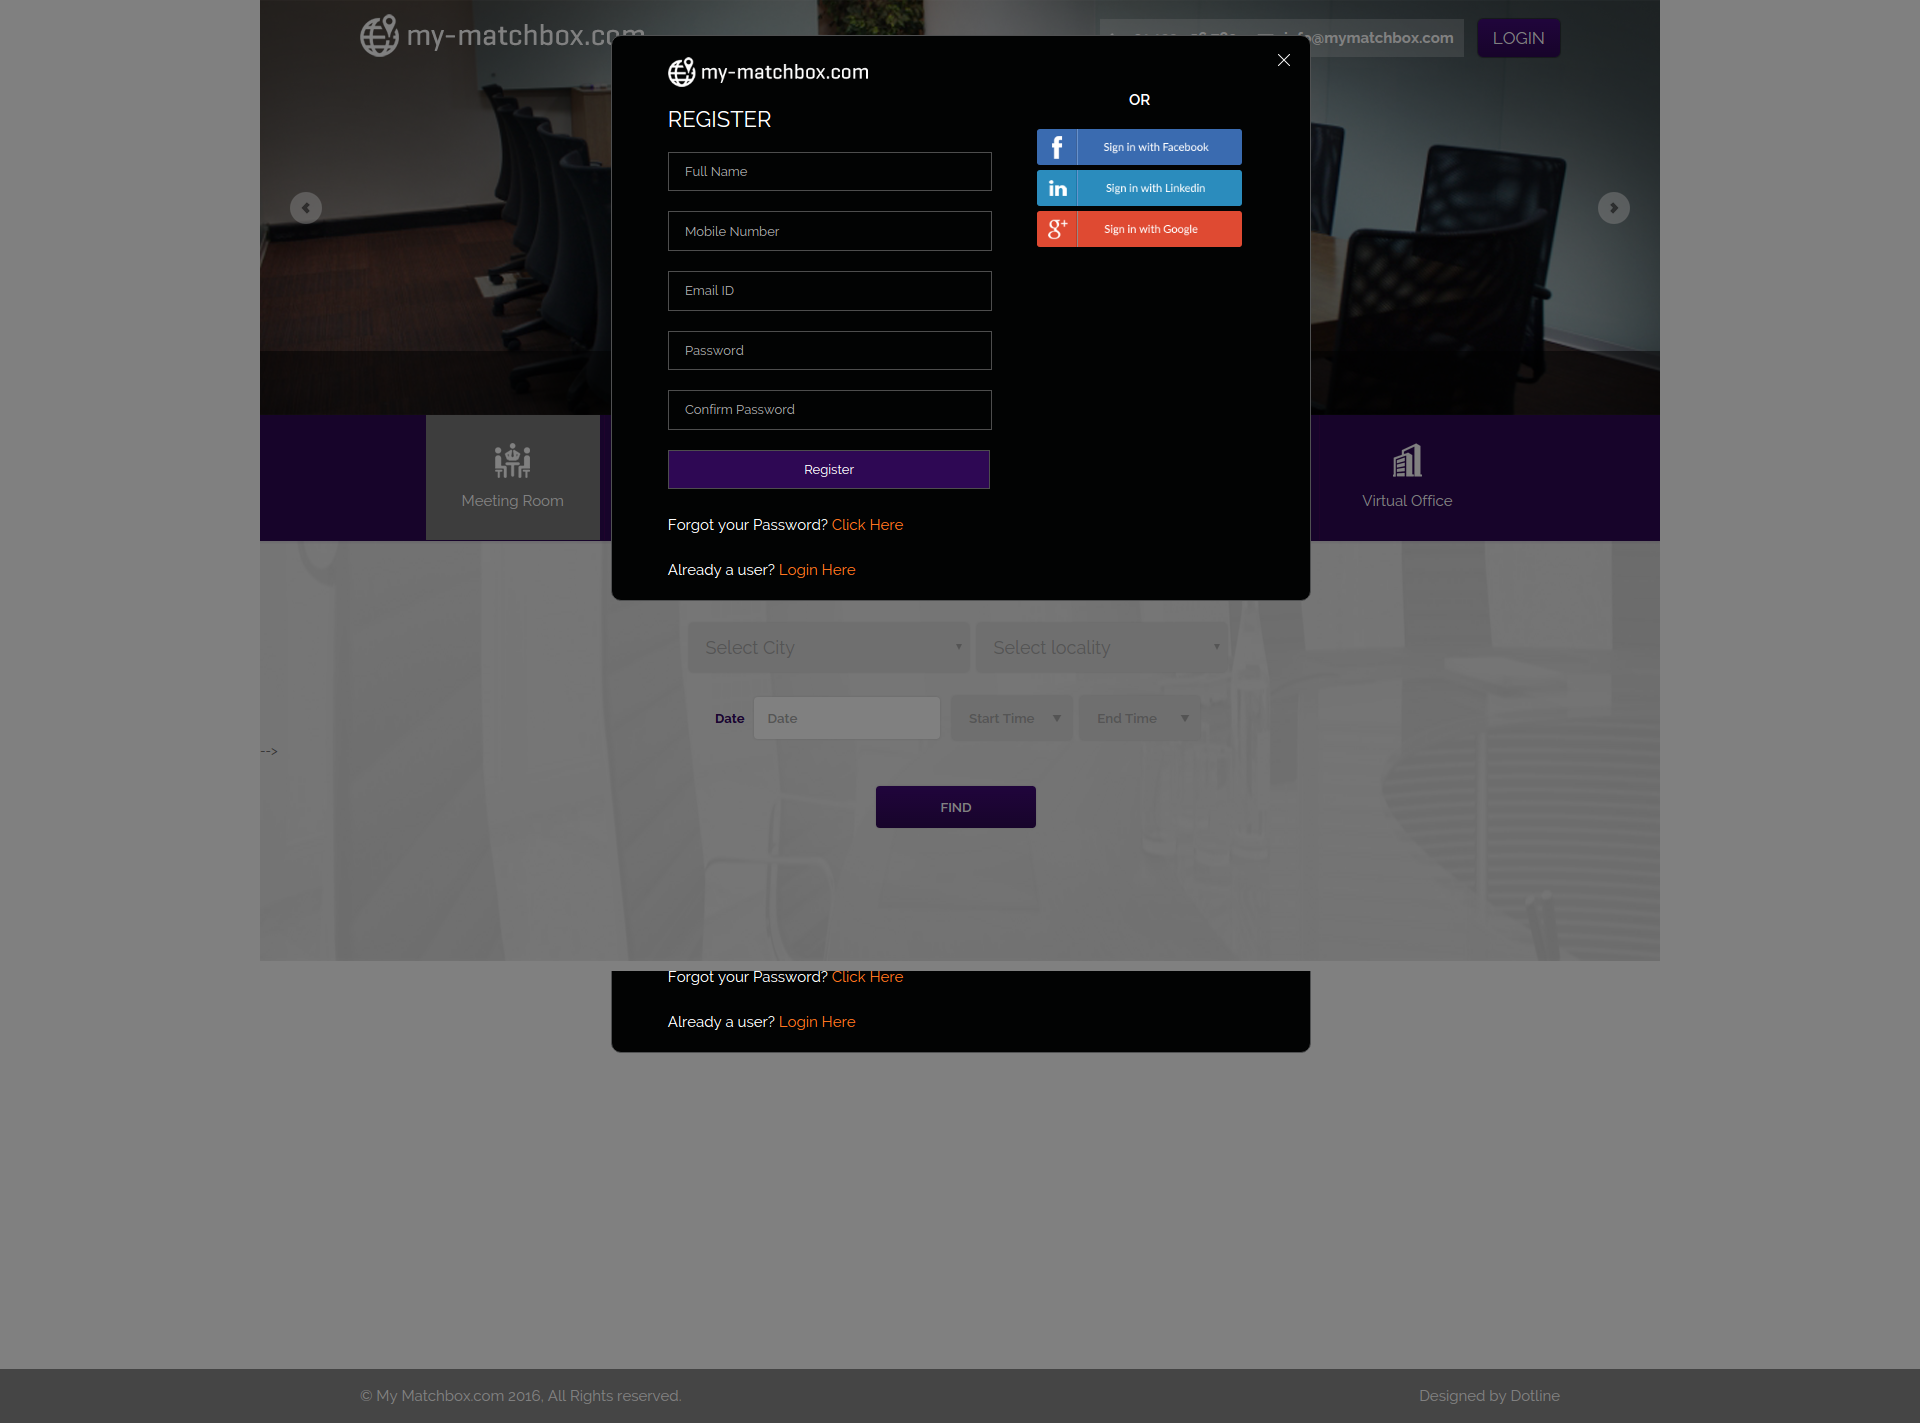 my-matchbox.com
@mymatchbox.com
LOGIN
my-matchbox.com
REGISTER
Full Name
Mobile Number
Email ID
Password
Confirm Password
Register
Forgot your Password? Click Here
Already a user? Login Here
OR
Sign in with Facebook
in
Sign in with Linkedin
g+
Sign in with Google
Meeting Room
Virtual Office
Select City
Select locality
Date
Date
Start Time
End Time
-->
FIND
Forgot your Password? Click Here
Already a user? Login Here
© My Matchbox.com 2016, All Rights reserved.
Designed by Dotline